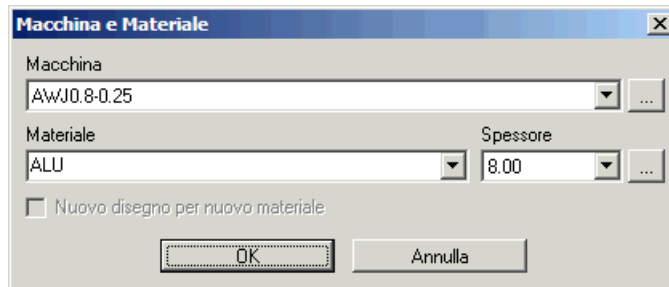 Macchina e Materiale
Macchina
AWJ0.8-0.25
...
Materiale Spessore
ALU 8.00 ...
Nuovo disegno per nuovo materiale
OK Annulla